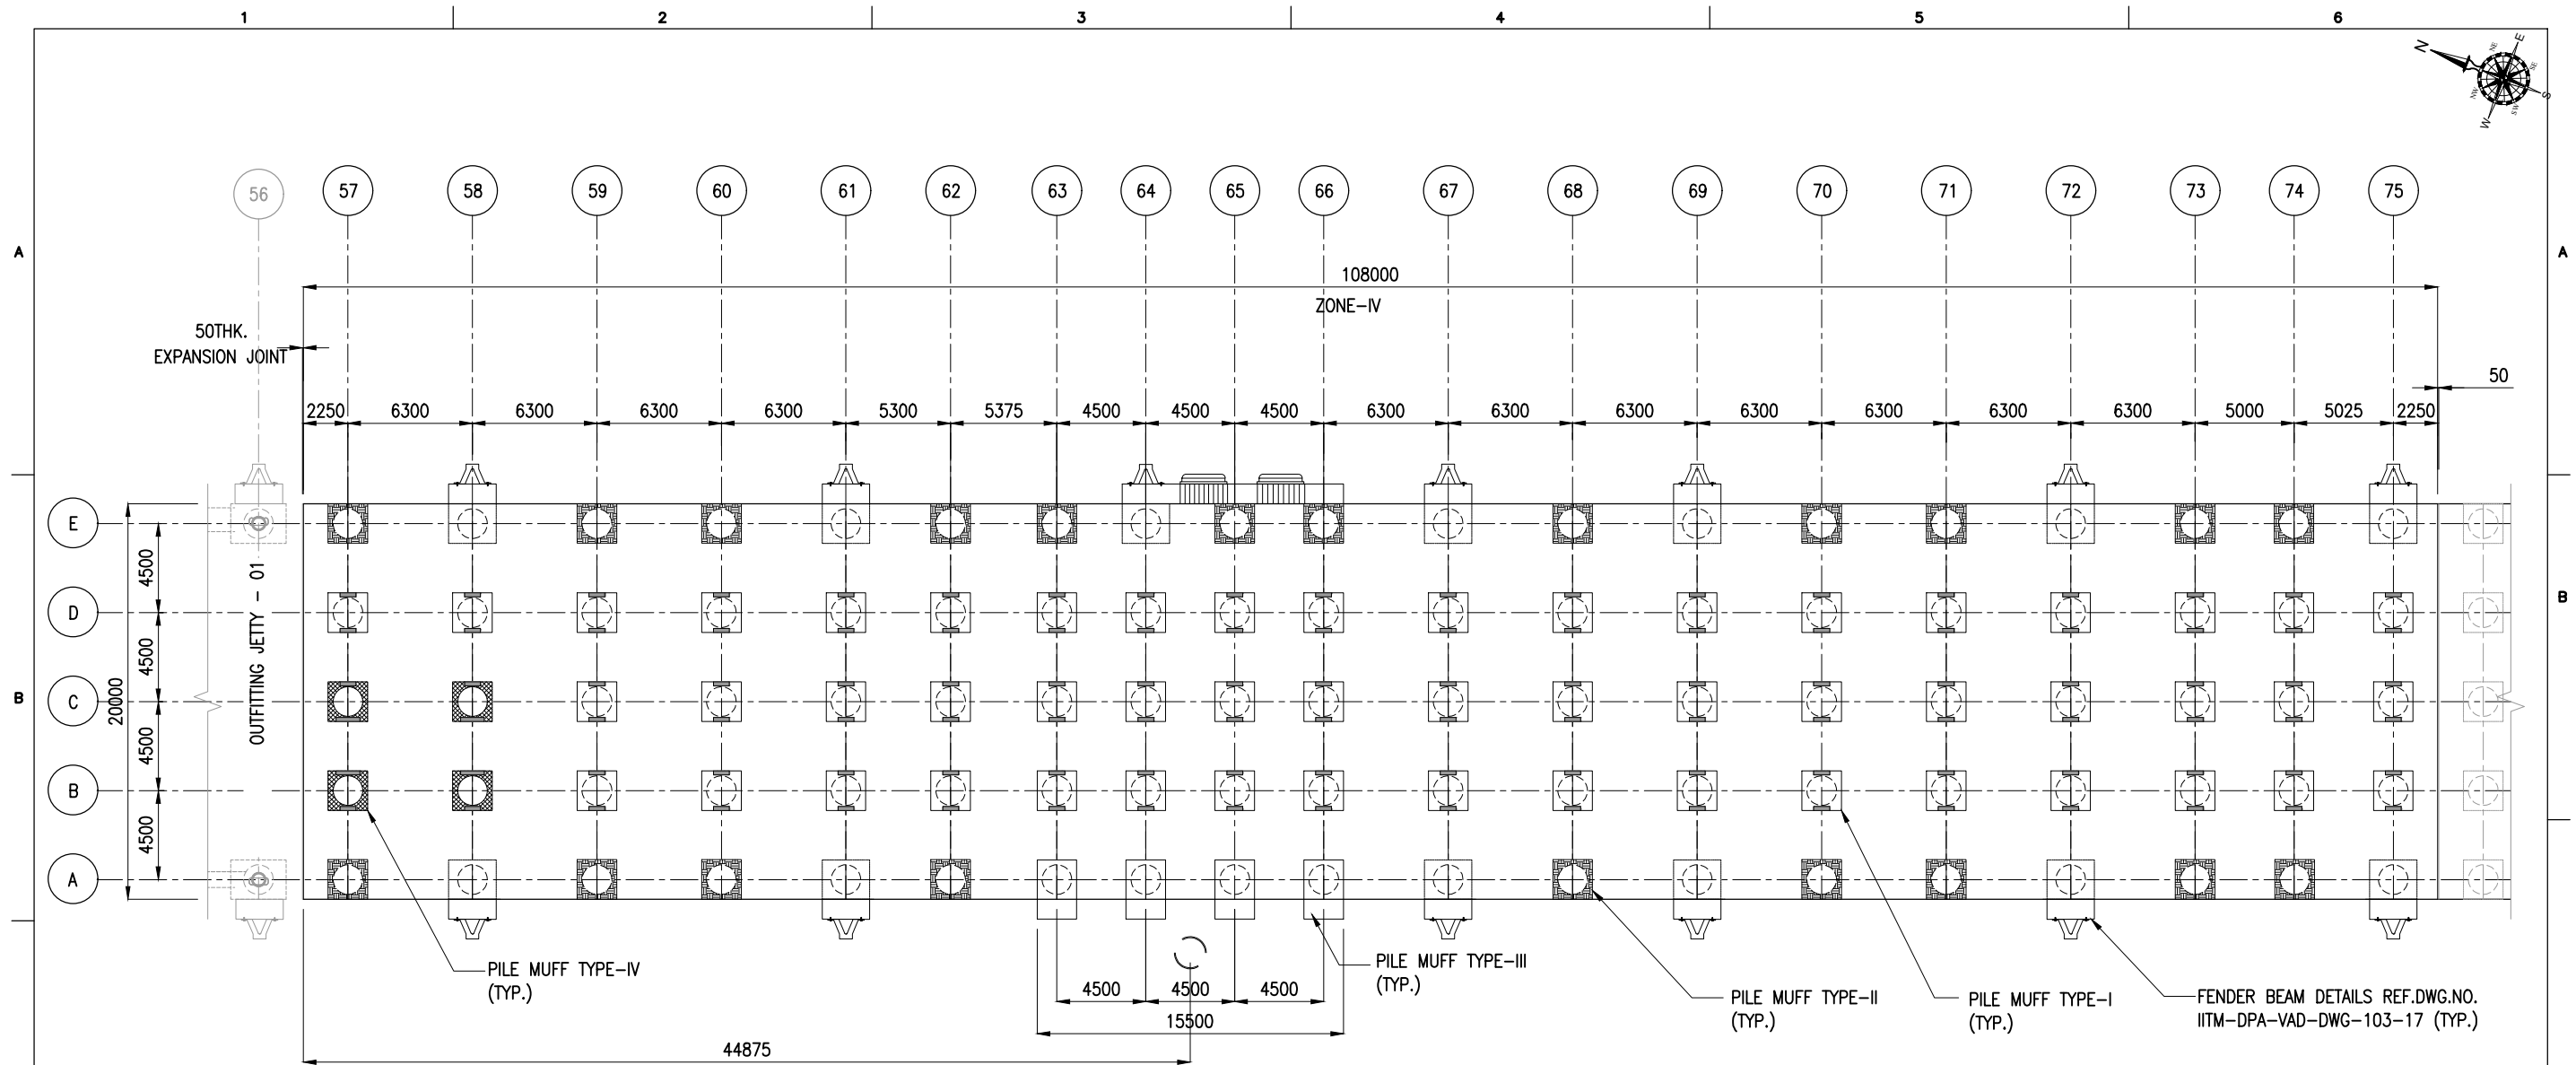 1 2 3 4 5 6
N NE E SE S SW W NW
56 57 58 59 60 61 62 63 64 65 66 67 68 69 70 71 72 73 74 75
A A
108000
ZONE-IV
50THK.
EXPANSION JOINT
50
2250 6300 6300 6300 6300 5300 5375 4500 4500 4500 6300 6300 6300 6300 6300 6300 6300 5000 5025 2250
E
4500
D
B
4500
OUTFITTING JETTY - 01
C
20000
B
4500
B
4500
A
PILE MUFF TYPE-IV
(TYP.)
PILE MUFF TYPE-III
(TYP.)
4500 4500 4500
PILE MUFF TYPE-II
(TYP.)
PILE MUFF TYPE-I
(TYP.)
FENDER BEAM DETAILS REF.DWG.NO.
IITM-DPA-VAD-DWG-103-17 (TYP.)
15500
44875